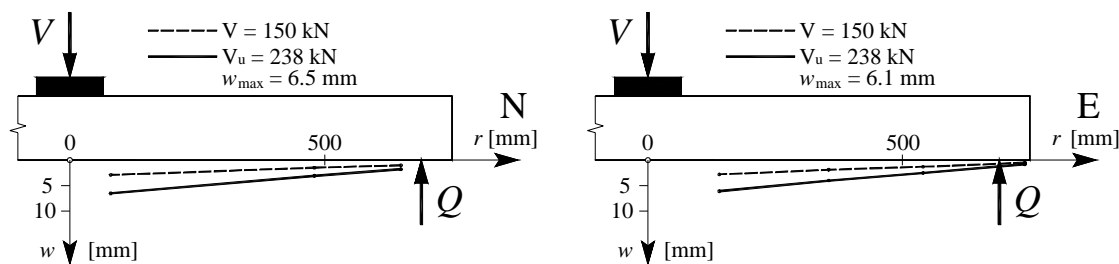 V
V = 150 kN
Vu = 238 kN
wmax = 6.5 mm
N
0
500
r [mm]
5
10
Q
w [mm]
V
V = 150 kN
Vu = 238 kN
wmax = 6.1 mm
E
0
500
r [mm]
5
10
Q
w [mm]